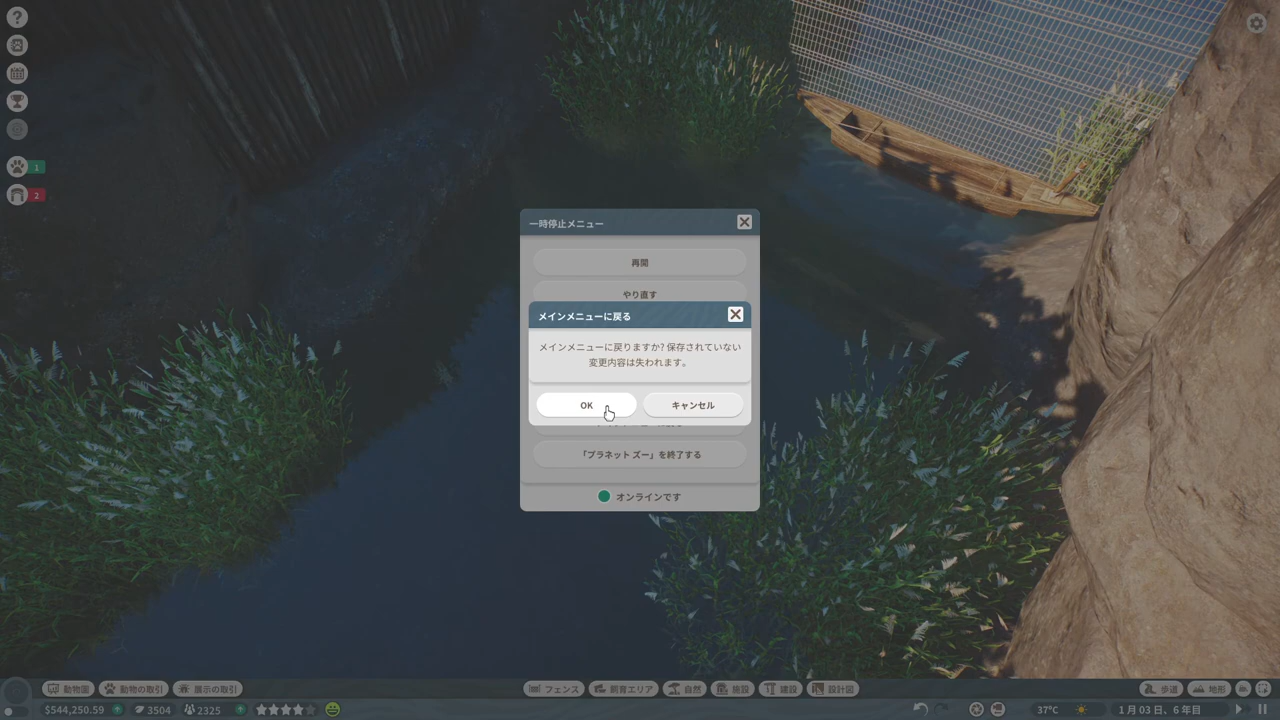 1
2
一時停止メニュー
再開
やり直す
メインメニューに戻る
メインメニューに戻りますか? 保存されていない
変更内容は失われます。
OK
キャンセル
「プラネット ズー」を終了する
オンラインです
動物園
動物の取引
展示の取引
フェンス
飼育エリア
自然
施設
建設
設計図
歩道
地形
$544,250.59
3504
2325
37°C
1 月 03 日、6 年目